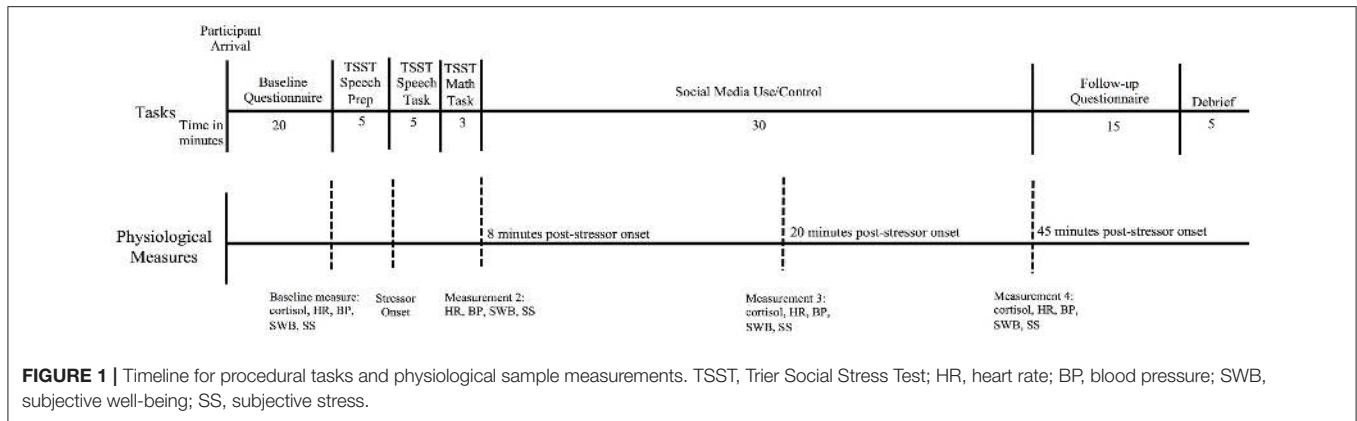 Participant
Arrival
Baseline
Questionnaire
TSST
Speech
Prep
TSST
Speech
Task
TSST
Math
Task
Social Media Use/Control
Follow-up
Questionnaire
Debrief
Tasks
Time in
minutes
20
5
5
3
30
15
5
Physiological
Measures
8 minutes post-stressor onset
20 minutes post-stressor onset
45 minutes post-stressor onset
Baseline measure:
cortisol, HR, BP,
SWB, SS
Stressor
Onset
Measurement 2:
HR, BP, SWB, SS
Measurement 3:
cortisol, HR, BP,
SWB, SS
Measurement 4:
cortisol, HR, BP,
SWB, SS
FIGURE 1 | Timeline for procedural tasks and physiological sample measurements. TSST, Trier Social Stress Test; HR, heart rate; BP, blood pressure; SWB,
subjective well-being; SS, subjective stress.